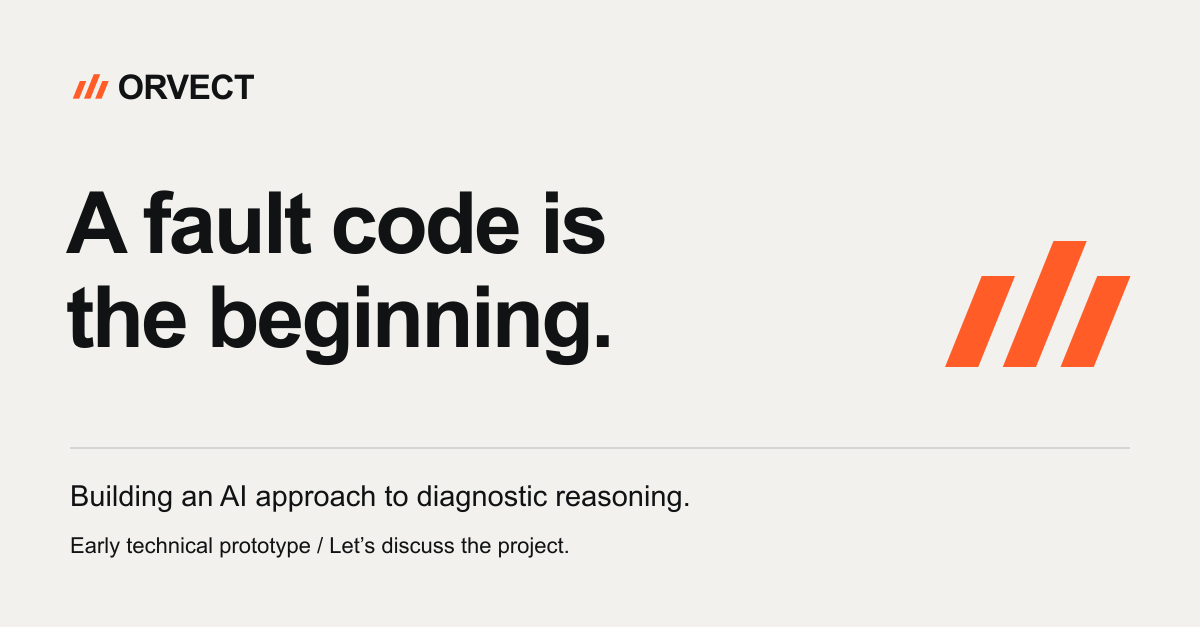 ORVECT
A fault code is
the beginning.
Building an AI approach to diagnostic reasoning.
Early technical prototype / Let’s discuss the project.